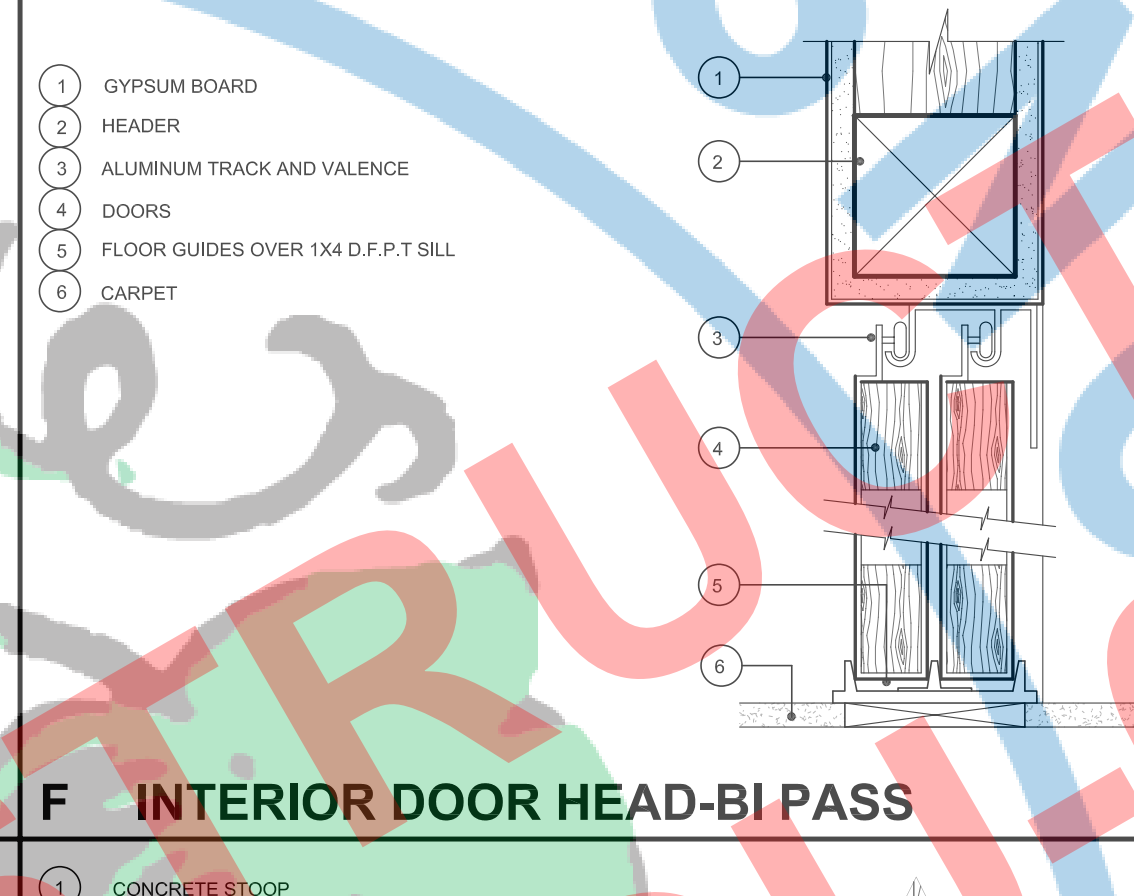 1 GYPSUM BOARD
2 HEADER
3 ALUMINUM TRACK AND VALENCE
4 DOORS
5 FLOOR GUIDES OVER 1X4 D.F.P.T SILL
6 CARPET
1
2
3
4
5
6
F INTERIOR DOOR HEAD-BI PASS
1 CONCRETE STOOP
TRUCT